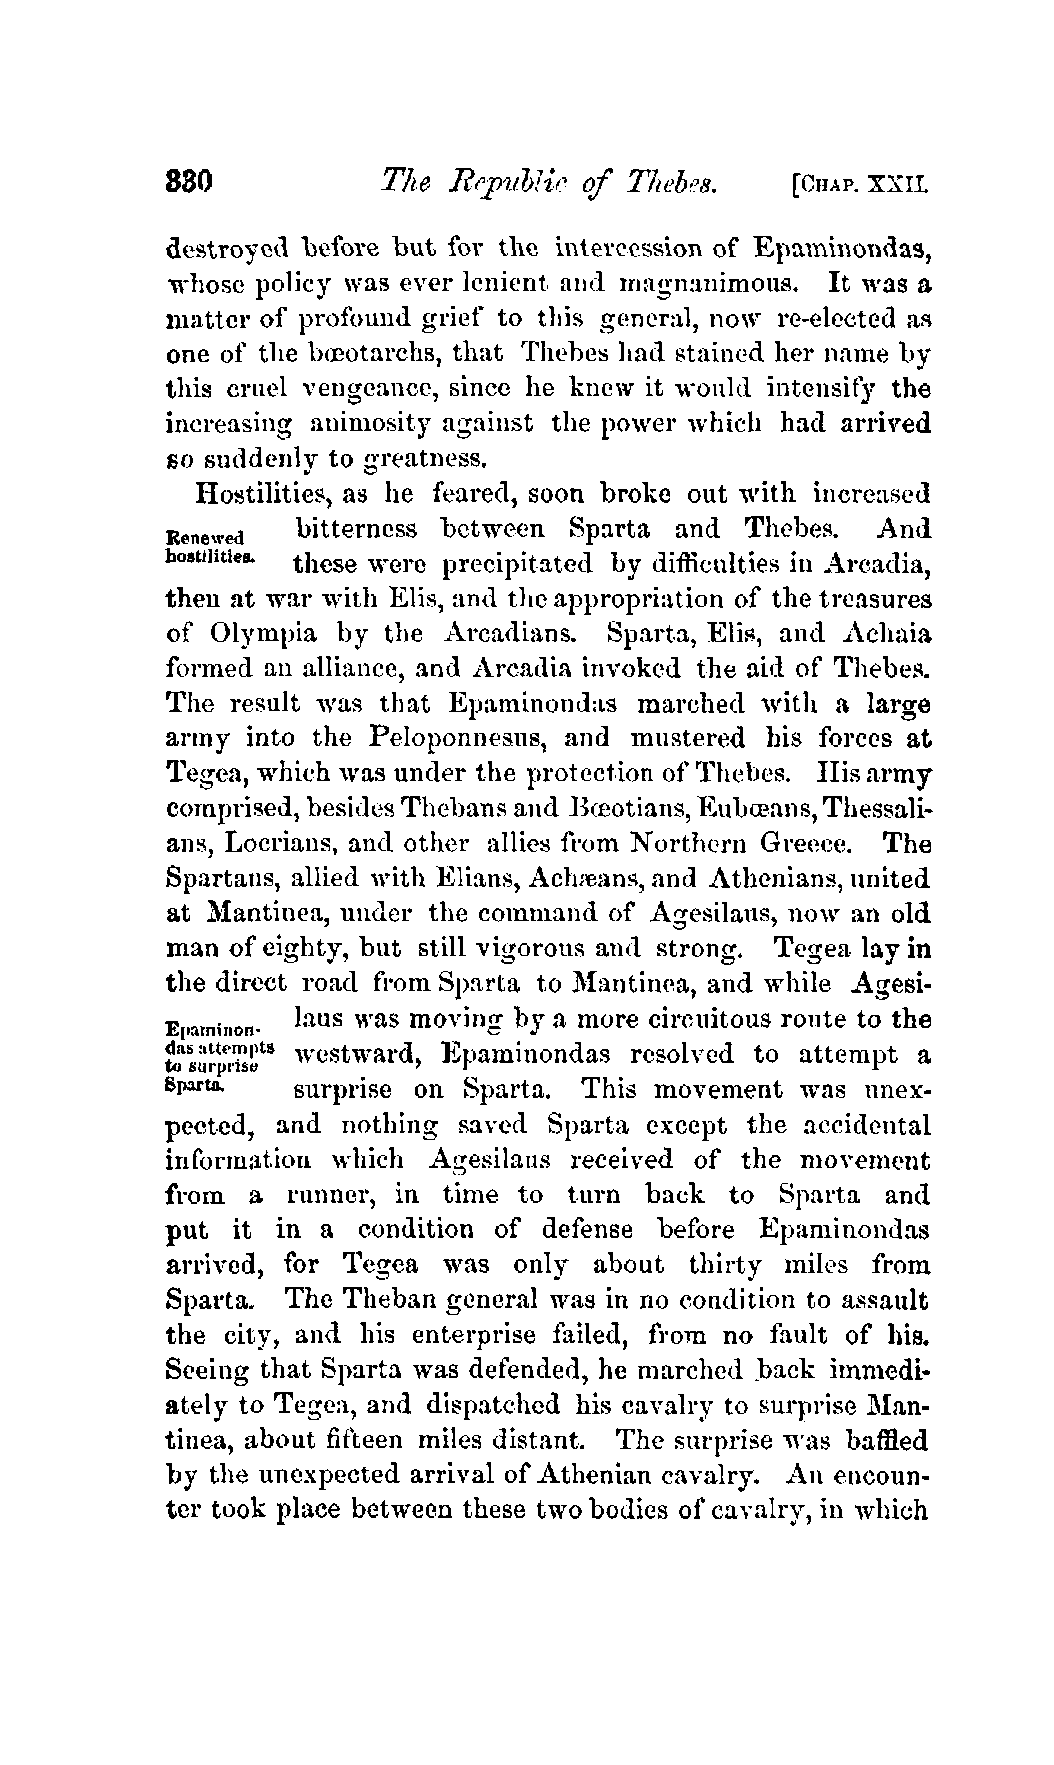 330 The Republic of Thebes. [CHAP. XXII.
destroyed before but for the intercession of Epaminondas,
whose policy was ever lenient and magnanimous. It was a
matter of profound grief to this general, now re-elected as
one of the bœotarchs, that Thebes had stained her name by
this cruel vengeance, since he knew it would intensify the
increasing animosity against the power which had arrived
so suddenly to greatness.
Hostilities, as he feared, soon broke out with increased
Renewed
hostilities.
bitterness between Sparta and Thebes. And
these were precipitated by difficulties in Arcadia,
then at war with Elis, and the appropriation of the treasures
of Olympia by the Arcadians. Sparta, Elis, and Achaia
formed an alliance, and Arcadia invoked the aid of Thebes.
The result was that Epaminondas marched with a large
army into the Peloponnesus, and mustered his forces at
Tegea, which was under the protection of Thebes. His army
comprised, besides Thebans and Bœotians, Eubœans, Thessali-
ans, Locrians, and other allies from Northern Greece. The
Spartans, allied with Elians, Achæans, and Athenians, united
at Mantinea, under the command of Agesilaus, now an old
man of eighty, but still vigorous and strong. Tegea lay in
the direct road from Sparta to Mantinea, and while Agesi-
Epaminon-
das attempts
to surprise
Sparta.
laus was moving by a more circuitous route to the
westward, Epaminondas resolved to attempt a
surprise on Sparta. This movement was unex-
pected, and nothing saved Sparta except the accidental
information which Agesilaus received of the movement
from a runner, in time to turn back to Sparta and
put it in a condition of defense before Epaminondas
arrived, for Tegea was only about thirty miles from
Sparta. The Theban general was in no condition to assault
the city, and his enterprise failed, from no fault of his.
Seeing that Sparta was defended, he marched back immedi-
ately to Tegea, and dispatched his cavalry to surprise Man-
tinea, about fifteen miles distant. The surprise was baffled
by the unexpected arrival of Athenian cavalry. An encoun-
ter took place between these two bodies of cavalry, in which